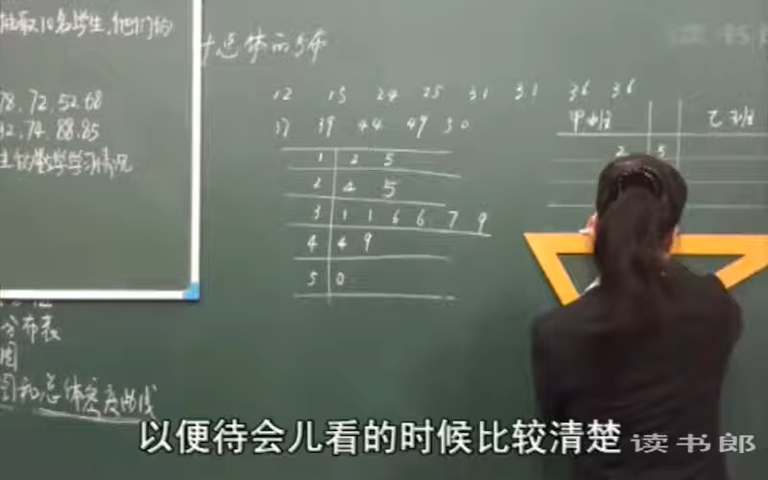 抽取10名学生,他们的
78、72、52、68
92、74、88、85
生的数学学习情况
计总体的分布
12 15 24 25 31 31 36 36
37 39 44 49 50
1 2 5
2 4 5
3 1 1 6 6 7 9
4 4 9
5 0
甲班 乙班
2 5
分布表
图
图和总体密度曲线
以便待会儿看的时候比较清楚
读书郎
读书郎